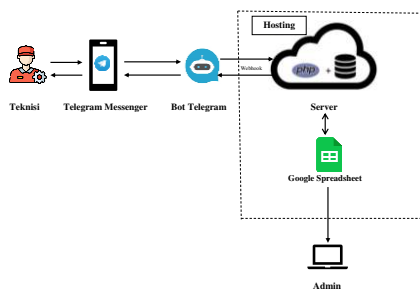 Hosting
Webhook
php
+
Teknisi
Telegram Messenger
Bot Telegram
Server
Google Spreadsheet
Admin